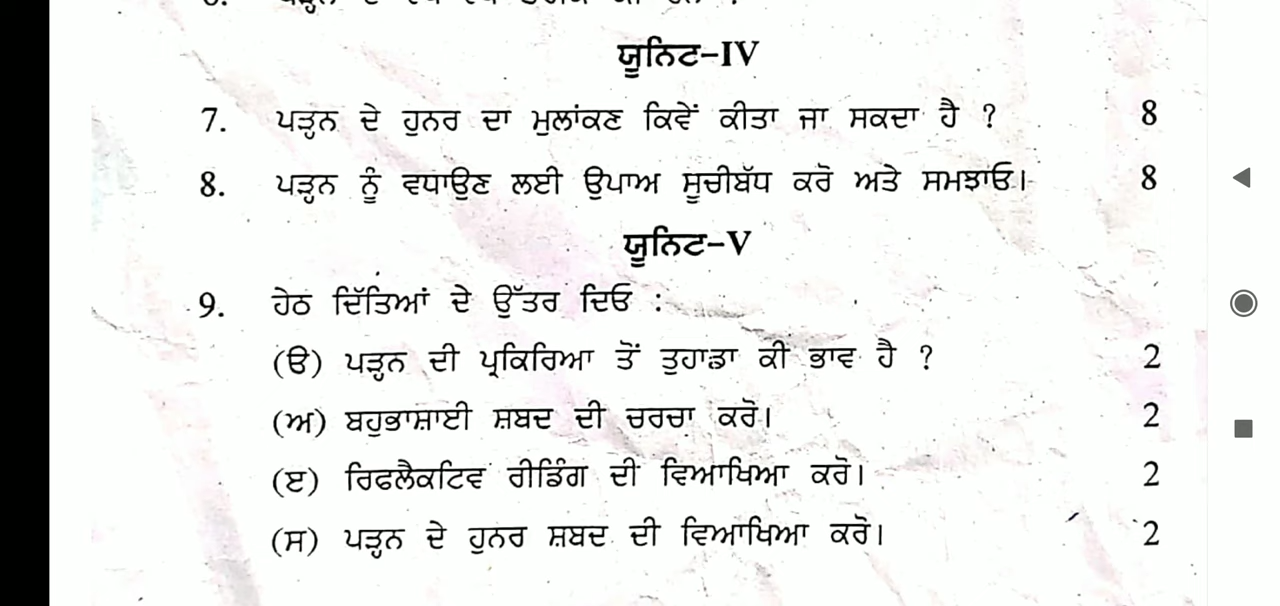 ਯੂਨਿਟ–IV
7. ਪੜ੍ਹਨ ਦੇ ਹੁਨਰ ਦਾ ਮੁਲਾਂਕਣ ਕਿਵੇਂ ਕੀਤਾ ਜਾ ਸਕਦਾ ਹੈ ? 8
8. ਪੜ੍ਹਨ ਨੂੰ ਵਧਾਉਣ ਲਈ ਉਪਾਅ ਸੂਚੀਬੱਧ ਕਰੋ ਅਤੇ ਸਮਝਾਓ। 8
ਯੂਨਿਟ–V
9. ਹੇਠ ਦਿੱਤਿਆਂ ਦੇ ਉੱਤਰ ਦਿਓ :
(ੳ) ਪੜ੍ਹਨ ਦੀ ਪ੍ਰਕਿਰਿਆ ਤੋਂ ਤੁਹਾਡਾ ਕੀ ਭਾਵ ਹੈ ? 2
(ਅ) ਬਹੁਭਾਸ਼ਾਈ ਸ਼ਬਦ ਦੀ ਚਰਚਾ ਕਰੋ। 2
(ੲ) ਰਿਫਲੈਕਟਿਵ ਰੀਡਿੰਗ ਦੀ ਵਿਆਖਿਆ ਕਰੋ। 2
(ਸ) ਪੜ੍ਹਨ ਦੇ ਹੁਨਰ ਸ਼ਬਦ ਦੀ ਵਿਆਖਿਆ ਕਰੋ। 2